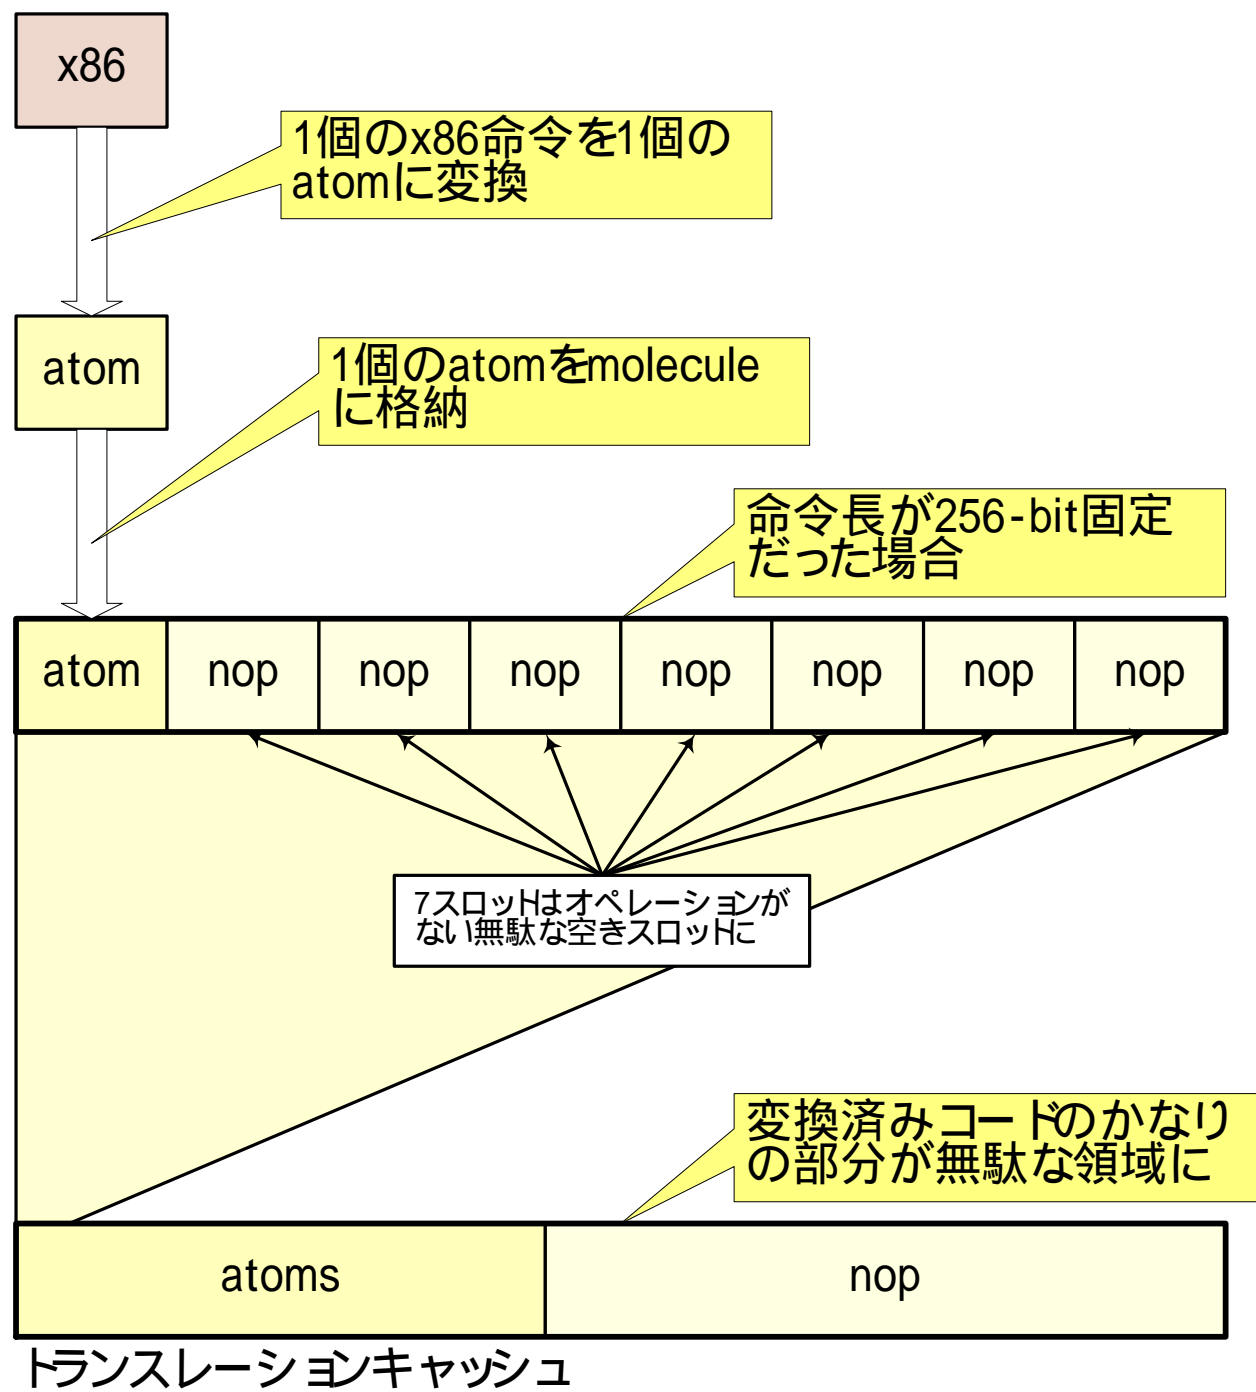 x86
1個のx86命令を1個の
atomに変換
atom
1個のatomをmolecule
に格納
命令長が256-bit固定
だった場合
atom nop nop nop nop nop nop nop
7スロットはオペレーションが
ない無駄な空きスロットに
変換済みコードのかなり
の部分が無駄な領域に
atoms nop
トランスレーションキャッシュ